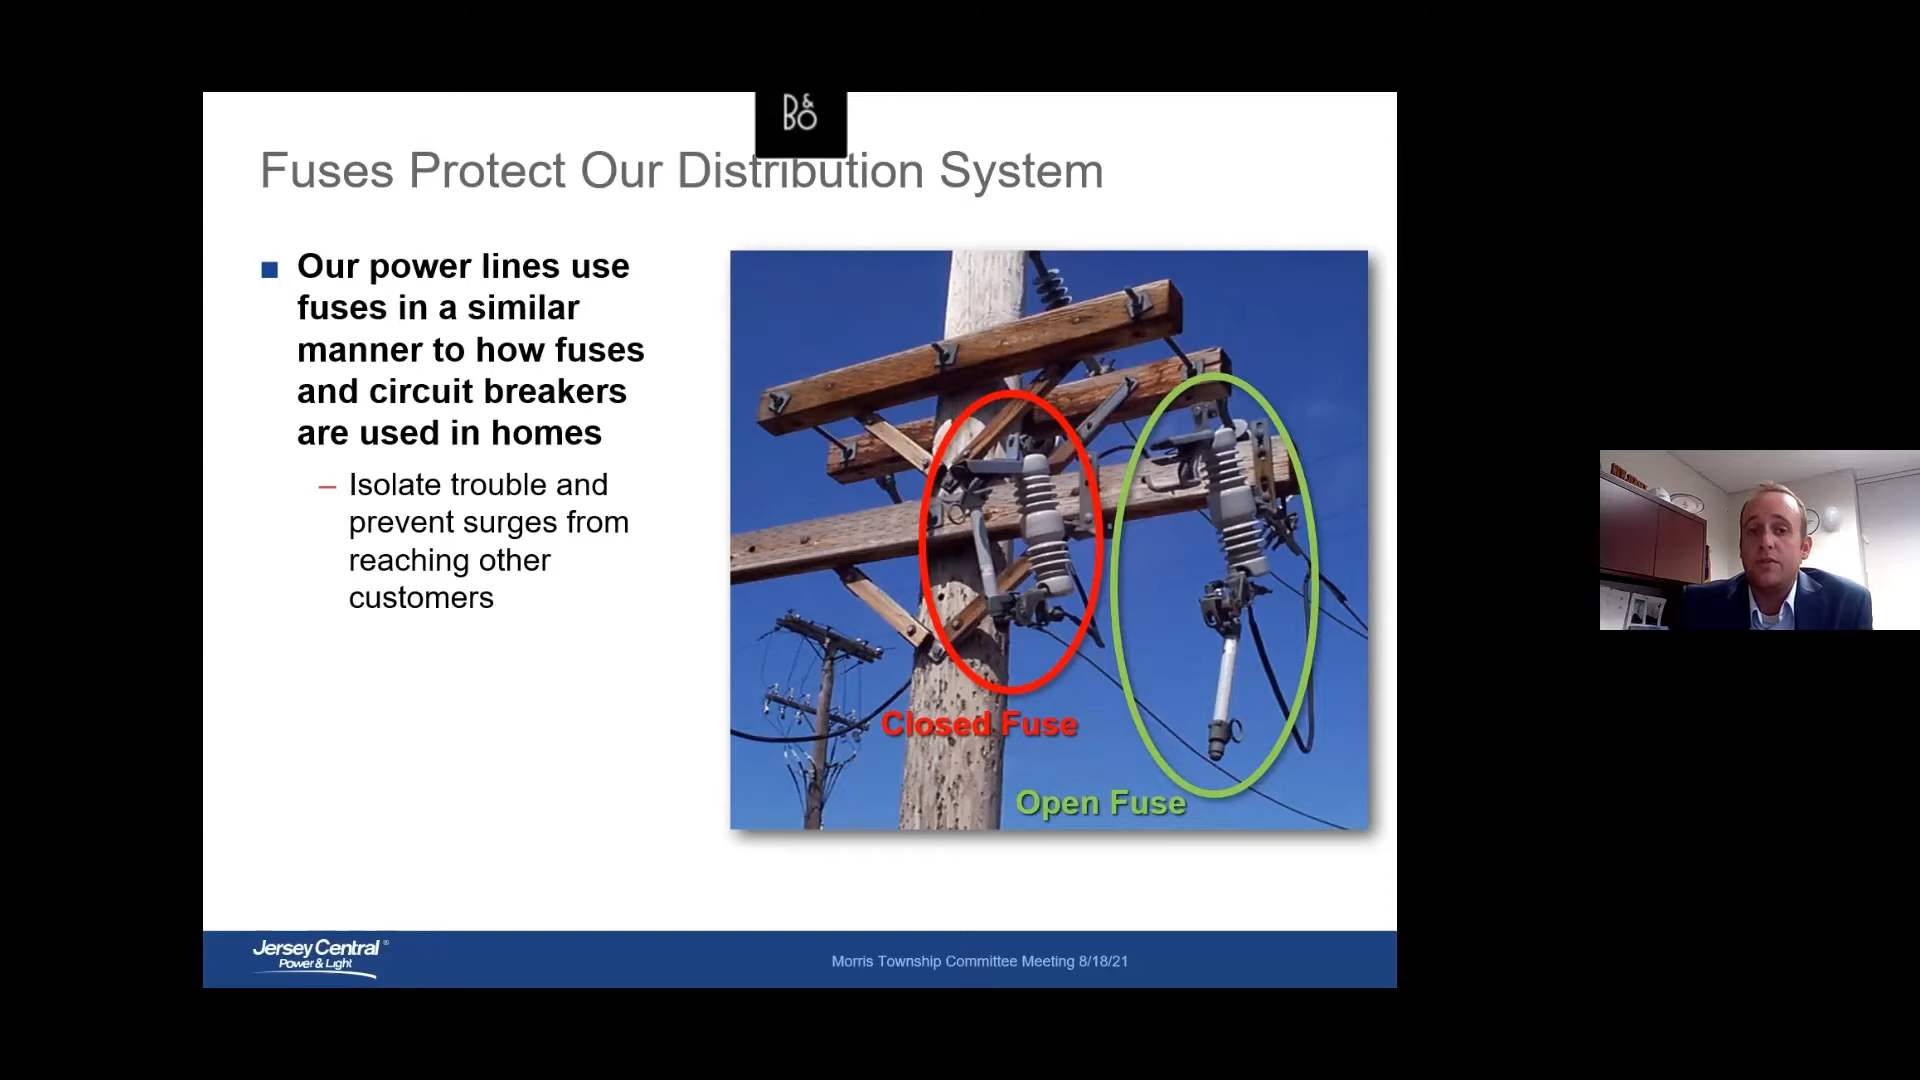 B&O
Fuses Protect Our Distribution System
Our power lines use
fuses in a similar
manner to how fuses
and circuit breakers
are used in homes
– Isolate trouble and
prevent surges from
reaching other
customers
Closed Fuse
Open Fuse
Jersey Central®
Power & Light
Morris Township Committee Meeting 8/18/21